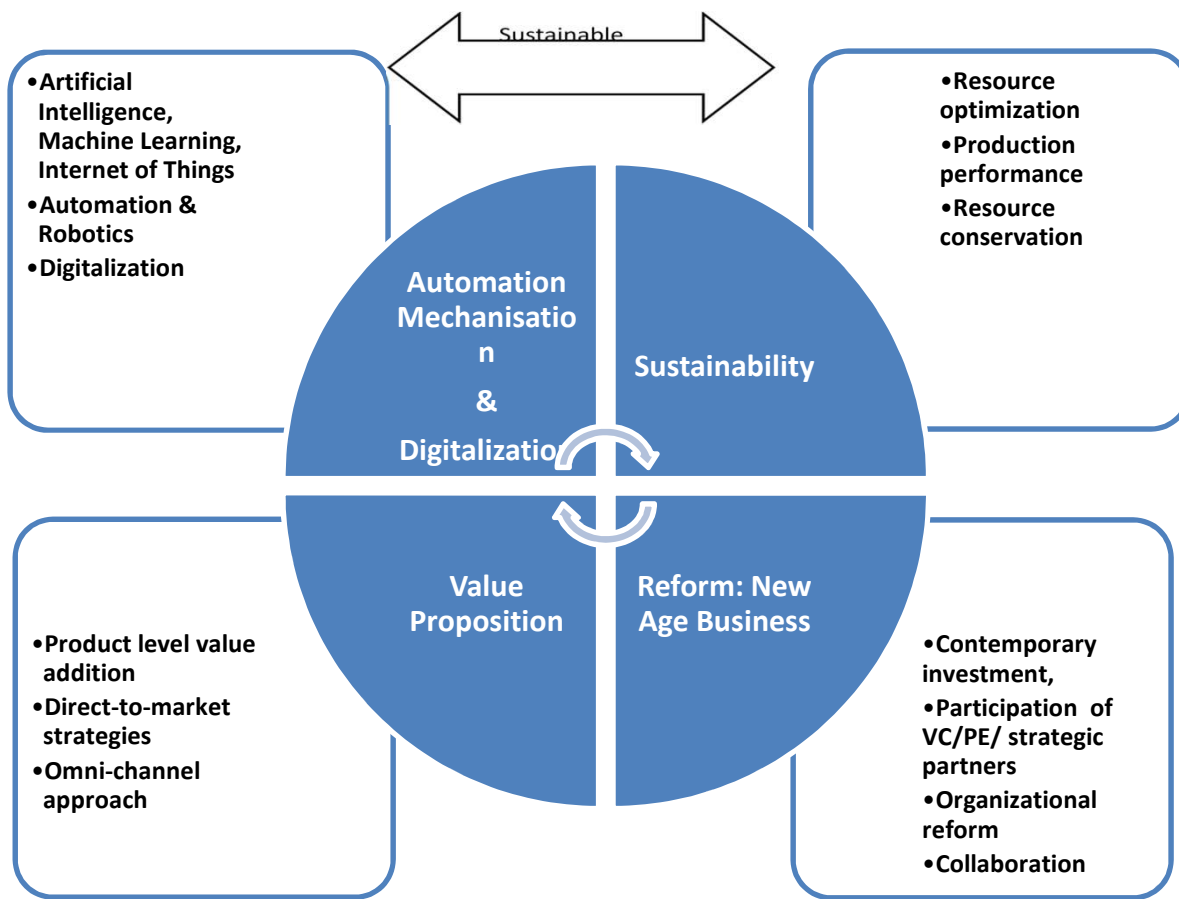 Sustainable
•Artificial
Intelligence,
Machine Learning,
Internet of Things
•Automation &
Robotics
•Digitalization
•Resource
optimization
•Production
performance
•Resource
conservation
Automation
Mechanisatio
n
&
Digitalization
Sustainability
Value
Proposition
Reform: New
Age Business
•Product level value
addition
•Direct-to-market
strategies
•Omni-channel
approach
•Contemporary
investment,
•Participation of
VC/PE/ strategic
partners
•Organizational
reform
•Collaboration